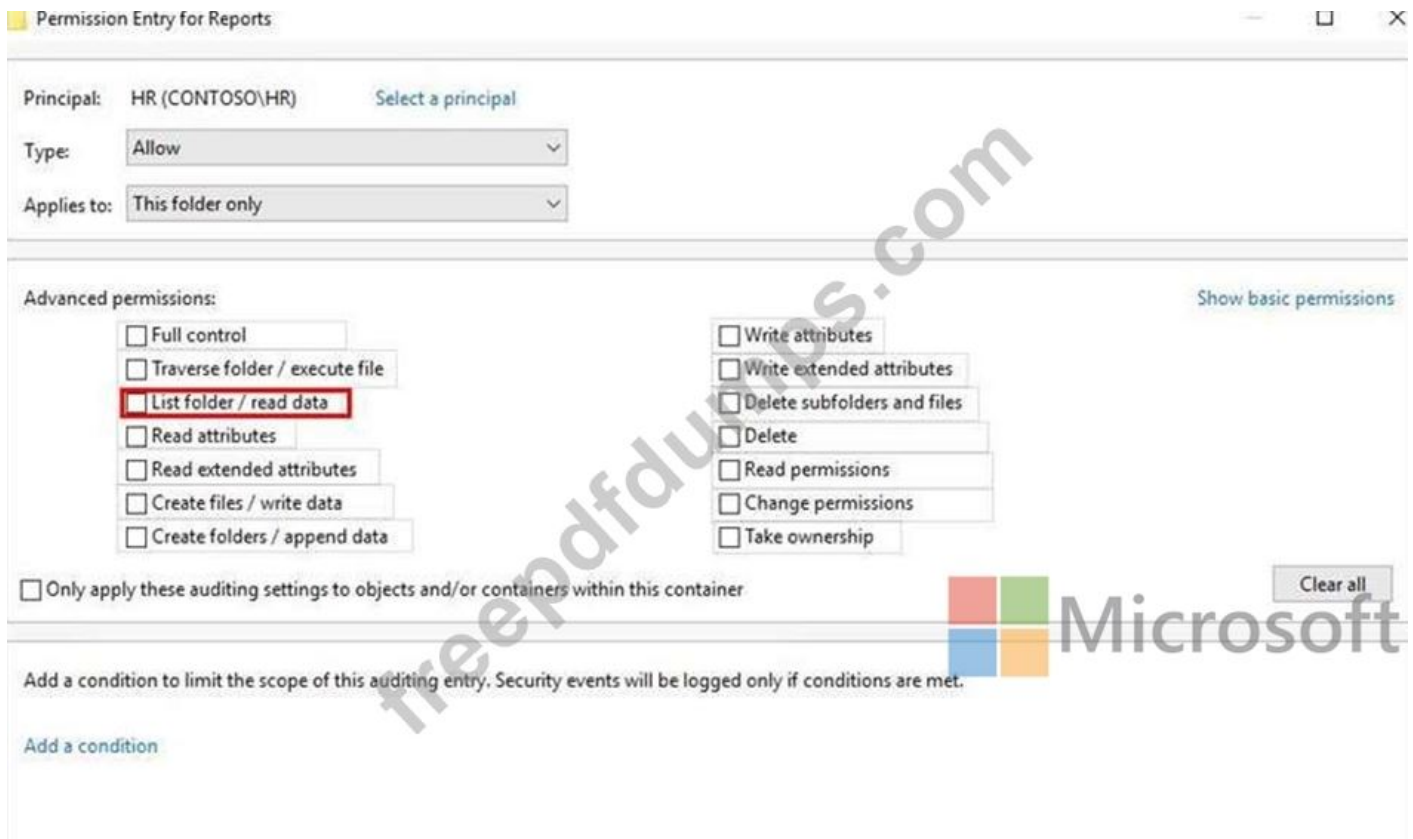 Permission Entry for Reports
Principal: HR (CONTOSO\HR) Select a principal
Type: Allow
Applies to: This folder only
Advanced permissions: Show basic permissions
Full control Write attributes
Traverse folder / execute file Write extended attributes
List folder / read data Delete subfolders and files
Read attributes Delete
Read extended attributes Read permissions
Create files / write data Change permissions
Create folders / append data Take ownership
Only apply these auditing settings to objects and/or containers within this container Clear all
Microsoft
Add a condition to limit the scope of this auditing entry. Security events will be logged only if conditions are met.
Add a condition
freepdfdumps.com